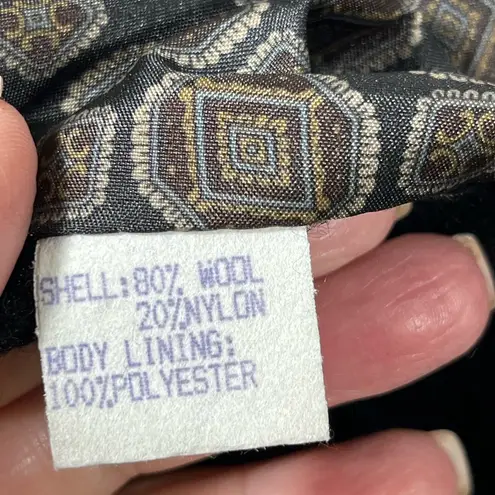 SHELL:80% WOOL
20%NYLON
BODY LINING:
100%POLYESTER